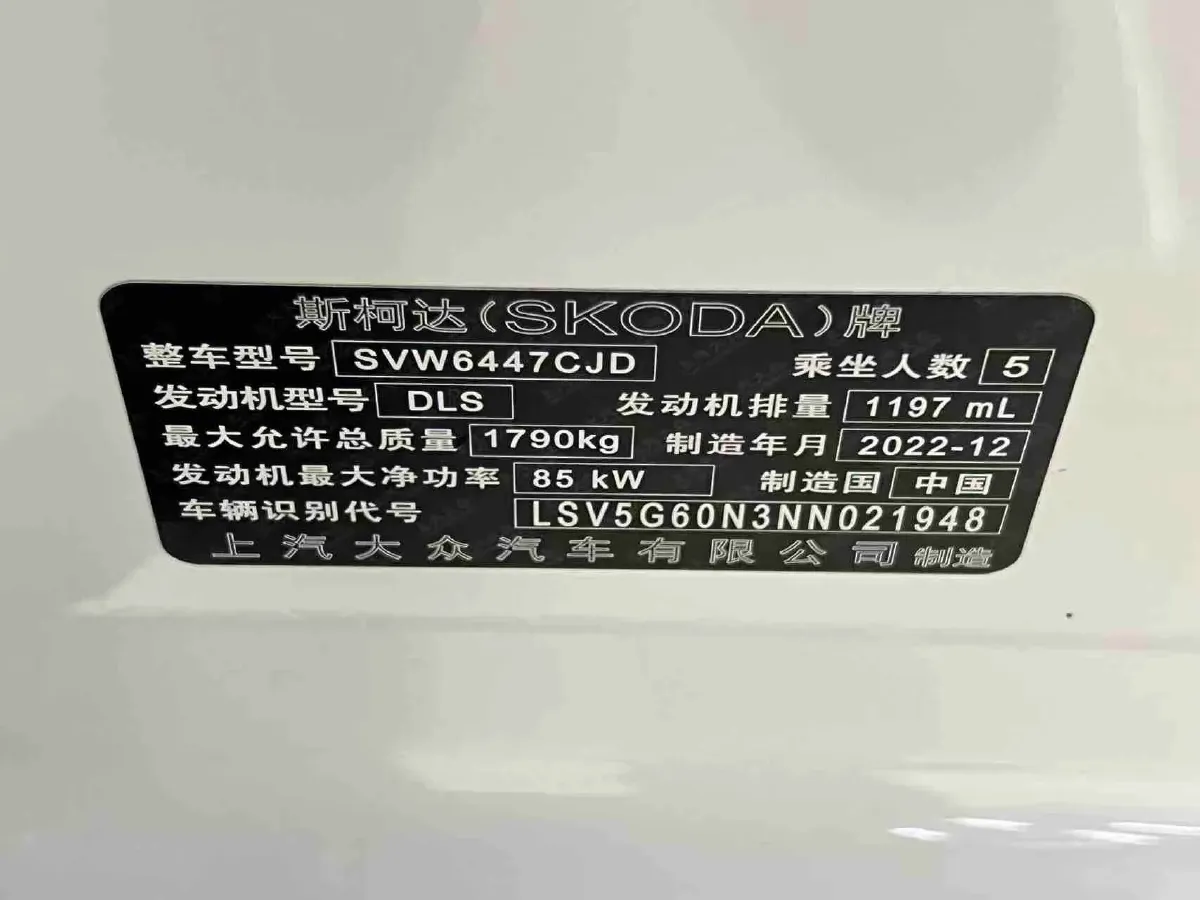 斯柯达(SKODA)牌
整车型号 SVW6447CJD 乘坐人数 5
发动机型号 DLS 发动机排量 1197 mL
最大允许总质量 1790kg 制造年月 2022-12
发动机最大净功率 85 kW 制造国 中国
车辆识别代号 LSV5G60N3NN021948
上汽大众汽车有限公司 制造